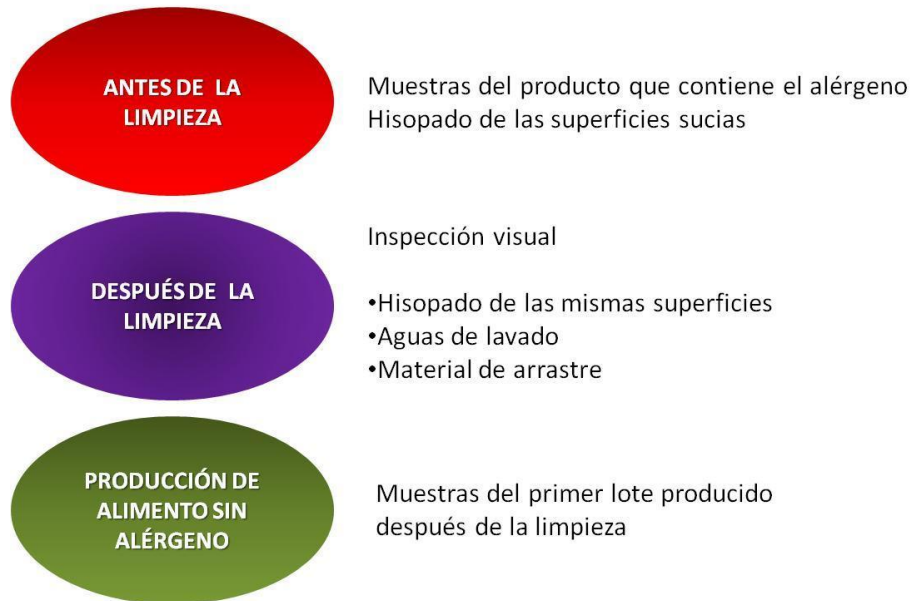 ANTES DE LA
LIMPIEZA
Muestras del producto que contiene el alérgeno
Hisopado de las superficies sucias
DESPUÉS DE LA
LIMPIEZA
Inspección visual
•Hisopado de las mismas superficies
•Aguas de lavado
•Material de arrastre
PRODUCCIÓN DE
ALIMENTO SIN
ALÉRGENO
Muestras del primer lote producido
después de la limpieza